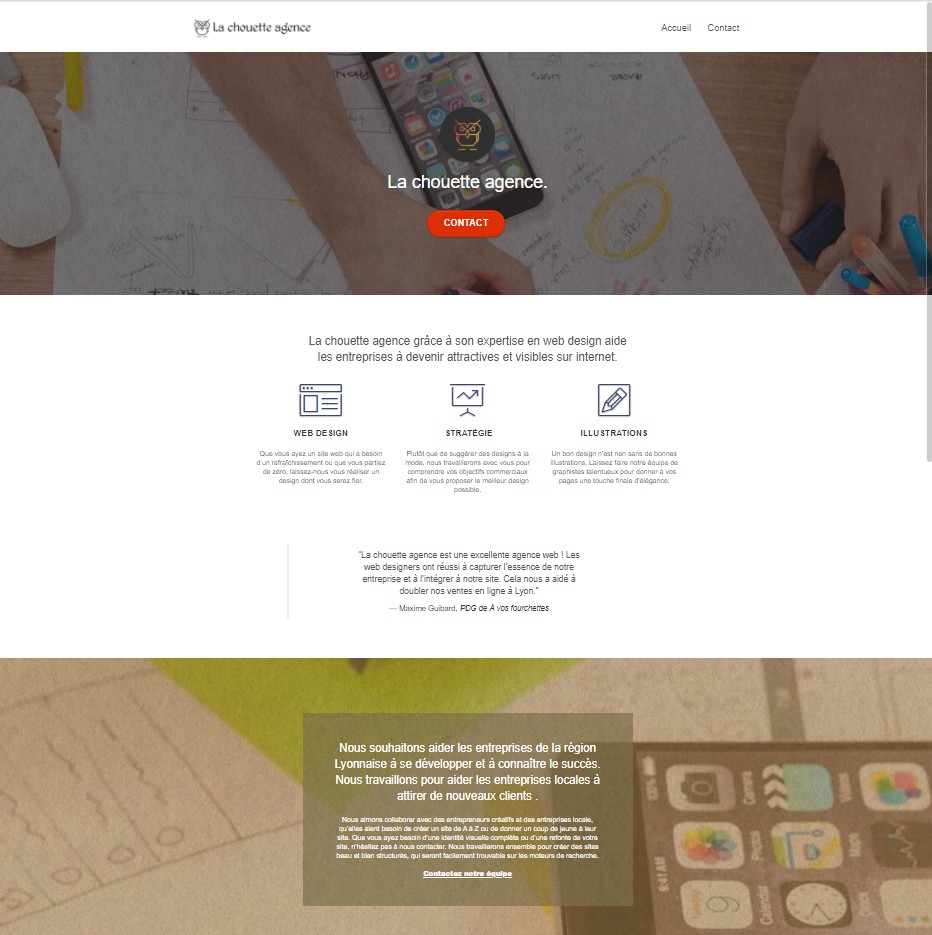 La chouette agence
Accueil
Contact
La chouette agence.
CONTACT
La chouette agence grâce à son expertise en web design aide
les entreprises à devenir attractives et visibles sur internet.
WEB DESIGN
Que vous ayez un site web qui a besoin
d'un rafraîchissement ou que vous partiez
de zéro, laissez-nous vous réaliser un
design dont vous serez fier.
STRATÉGIE
Plutôt que de suggérer des designs à la
mode, nous travaillerons avec vous pour
comprendre vos objectifs commerciaux
afin de vous proposer le meilleur design
possible.
ILLUSTRATIONS
Un bon design n'est rien sans de bonnes
illustrations. Laissez faire notre équipe de
graphistes talentueux pour donner à vos
pages une touche finale d'élégance.
"La chouette agence est une excellente agence web ! Les
web designers ont réussi à capturer l'essence de notre
entreprise et à l'intégrer à notre site. Cela nous a aidé à
doubler nos ventes en ligne à Lyon."
— Maxime Guibard, PDG de À vos fourchettes
Nous souhaitons aider les entreprises de la région
Lyonnaise à se développer et à connaître le succès.
Nous travaillons pour aider les entreprises locales à
attirer de nouveaux clients .
Nous aimons collaborer avec des entrepreneurs créatifs et des entreprises locale,
qu'elles aient besoin de créer un site de A à Z ou de donner un coup de jeune à leur
site. Que vous ayez besoin d'une identité visuelle complète ou d'une refonte de votre
site, n'hésitez pas à nous contacter. Nous travaillerons ensemble pour créer des sites
beau et bien structurés, qui seront facilement trouvable sur les moteurs de recherche.
Contactez notre équipe
9:41 AM
Camera
Videos
Photos
Maps
Calendar
Clock